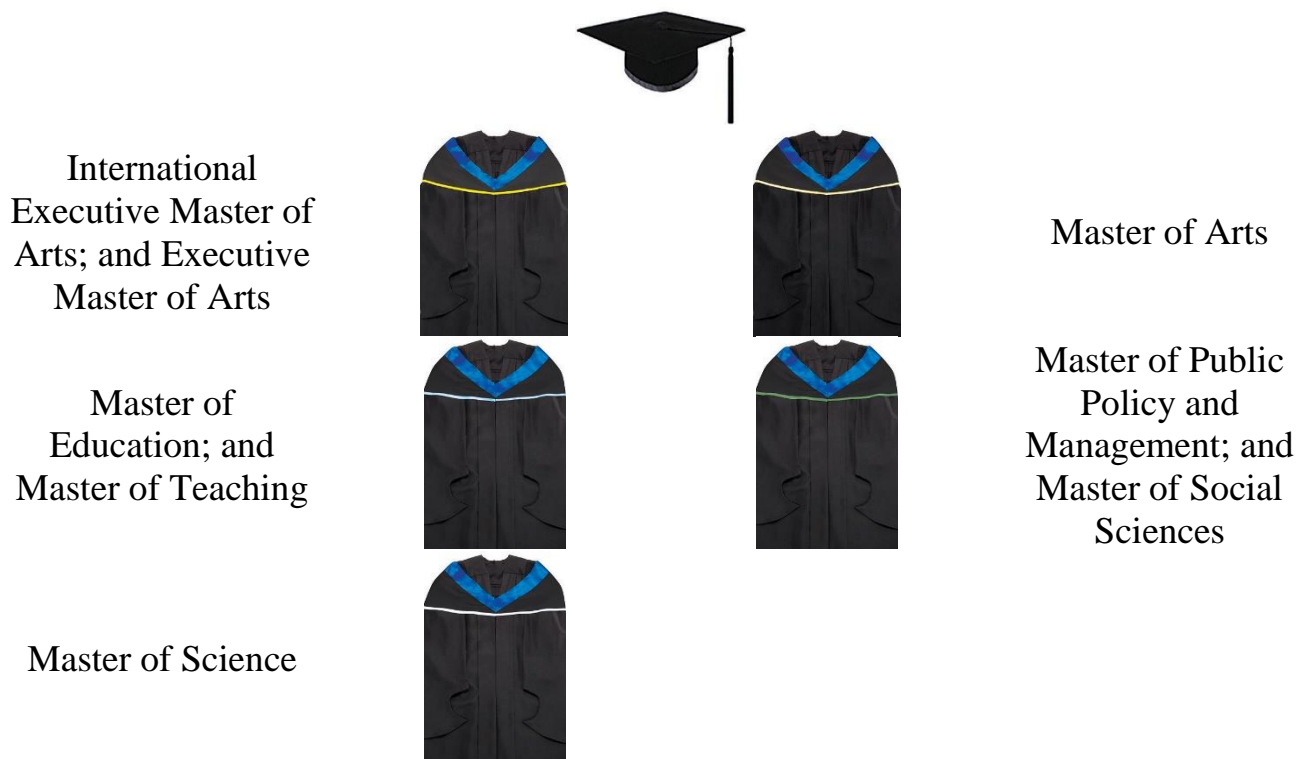 International
Executive Master of
Arts; and Executive
Master of Arts
Master of Arts
Master of
Education; and
Master of Teaching
Master of Public
Policy and
Management; and
Master of Social
Sciences
Master of Science